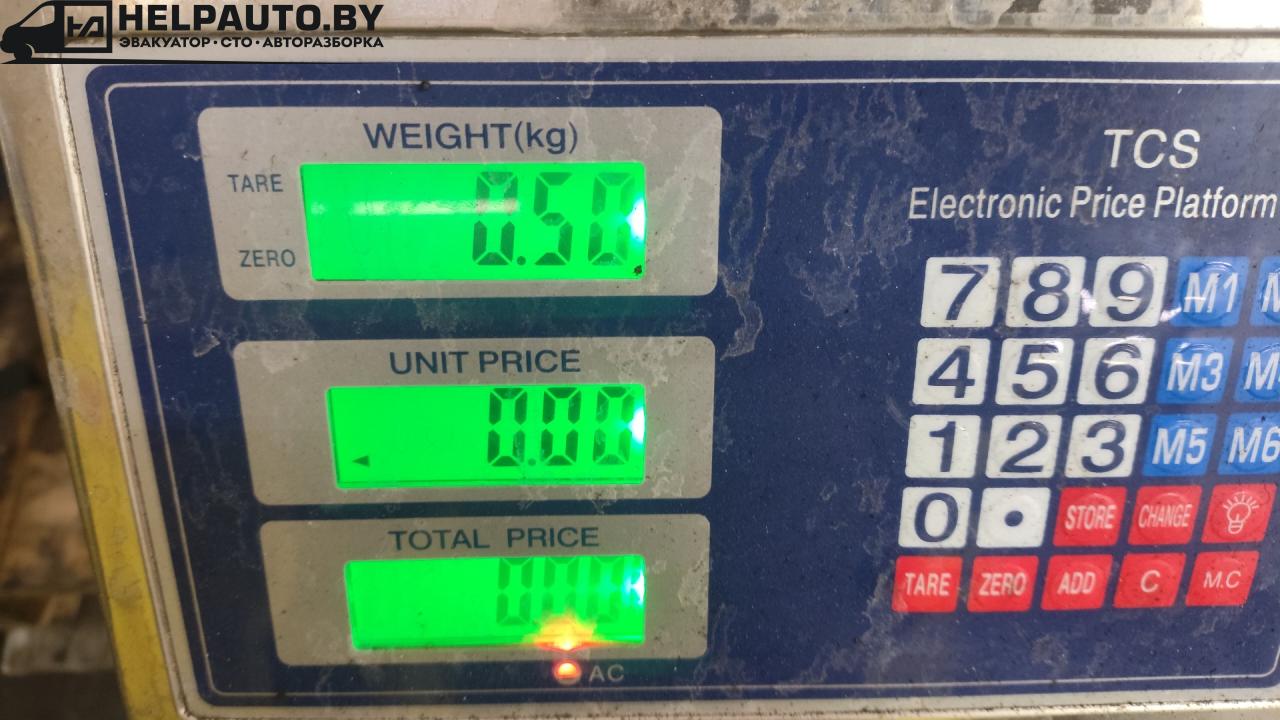 HELPAUTO.BY
ЭВАКУАТОР•СТО•АВТОРАЗБОРКА
WEIGHT(kg)
TARE
0.50
ZERO
UNIT PRICE
0.00
TOTAL PRICE
AC
TCS
Electronic Price Platform
7 8 9 M1
4 5 6 M3
1 2 3 M5 M6
0 • STORE CHANGE
TARE ZERO ADD C M.C